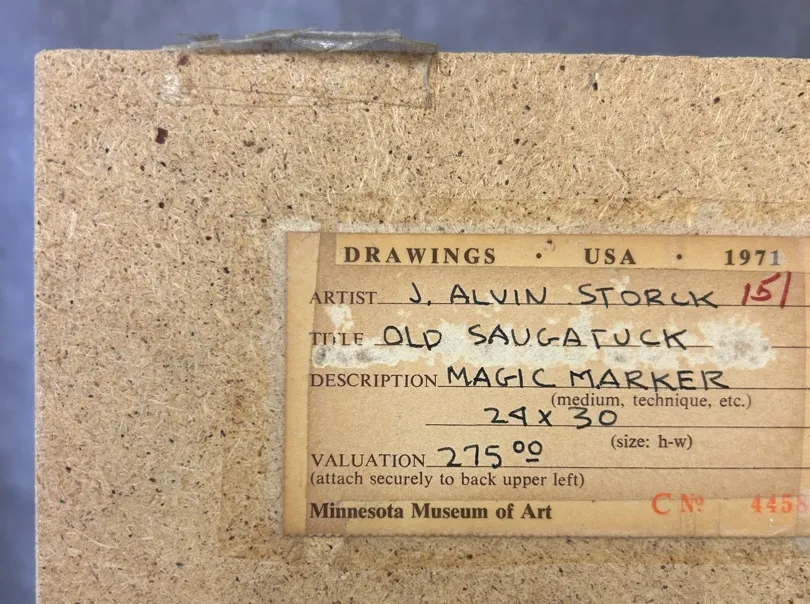 DRAWINGS · USA · 1971
ARTIST J. ALVIN STORCK 151
TITLE OLD SAUGATUCK
DESCRIPTION MAGIC MARKER
(medium, technique, etc.)
24 x 30
(size: h-w)
VALUATION 275 00
(attach securely to back upper left)
Minnesota Museum of Art C Nº 4458